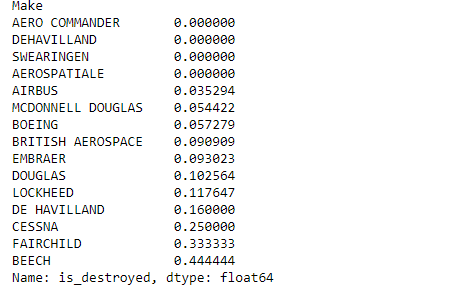 Make
AERO COMMANDER 0.000000
DEHAVILLAND 0.000000
SWEARINGEN 0.000000
AEROSPATIALE 0.000000
AIRBUS 0.035294
MCDONNELL DOUGLAS 0.054422
BOEING 0.057279
BRITISH AEROSPACE 0.090909
EMBRAER 0.093023
DOUGLAS 0.102564
LOCKHEED 0.117647
DE HAVILLAND 0.160000
CESSNA 0.250000
FAIRCHILD 0.333333
BEECH 0.444444
Name: is_destroyed, dtype: float64